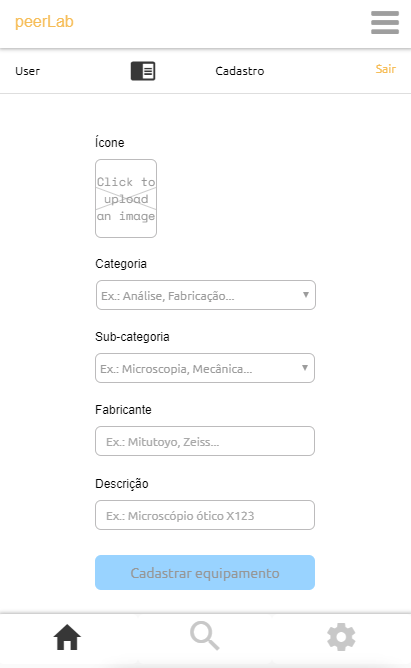 peerLab
User
Cadastro
Sair
Ícone
Click to
upload
an image
Categoria
Ex.: Análise, Fabricação...
Sub-categoria
Ex.: Microscopia, Mecânica...
Fabricante
Ex.: Mitutoyo, Zeiss...
Descrição
Ex.: Microscópio ótico X123
Cadastrar equipamento